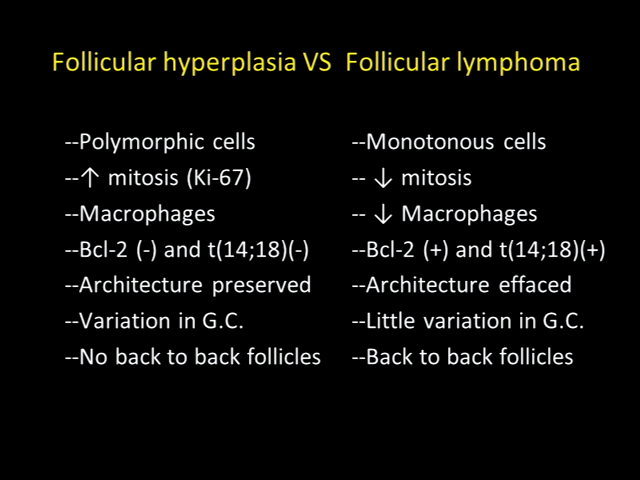 Follicular hyperplasia VS Follicular lymphoma
--Polymorphic cells
--↑ mitosis (Ki-67)
--Macrophages
--Bcl-2 (-) and t(14;18)(-)
--Architecture preserved
--Variation in G.C.
--No back to back follicles
--Monotonous cells
-- ↓ mitosis
-- ↓ Macrophages
--Bcl-2 (+) and t(14;18)(+)
--Architecture effaced
--Little variation in G.C.
--Back to back follicles